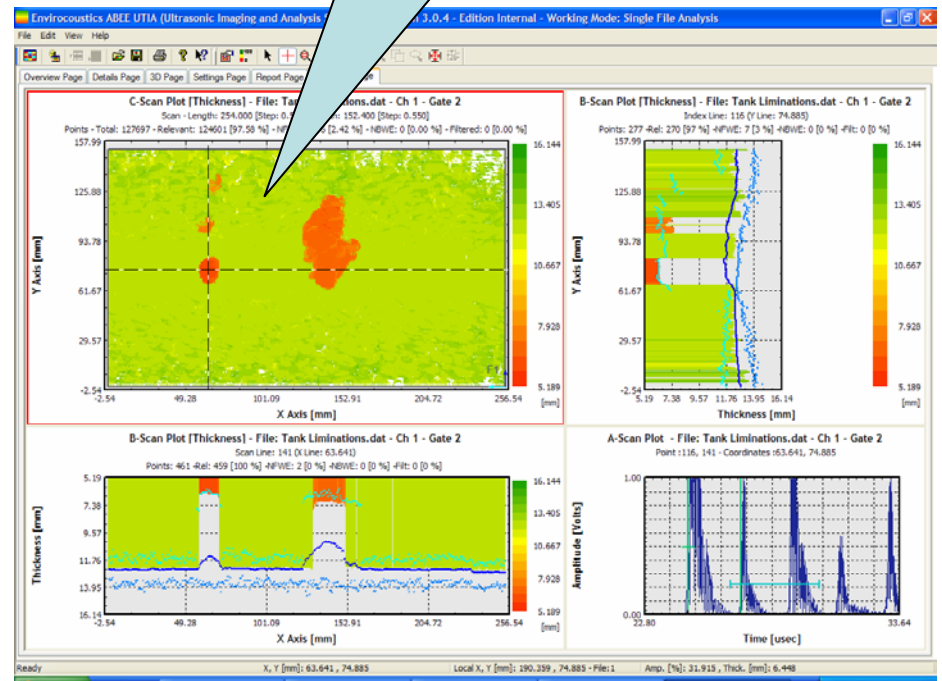 Envirocoustics ABEE UTIA (Ultrasonic Imaging and Analysis 3.0.4 - Edition Internal - Working Mode: Single File Analysis
File Edit View Help
Overview Page Details Page 3D Page Settings Page Report Page
C-Scan Plot [Thickness] - File: Tank Liminations.dat - Ch 1 - Gate 2
Scan - Length: 254.000 [Step: 0.5 152.400 [Step: 0.550]
Points - Total: 127697 - Relevant: 124601 [97.58 %] [2.42 %] - NBWE: 0 [0.00 %] - Filtered: 0 [0.00 %]
157.99
125.88
93.78
61.67
29.57
-2.54
Y Axis [mm]
-2.54 49.28 101.09 152.91 204.72 256.54
X Axis [mm]
F1
16.144
13.405
10.667
7.928
5.189
[mm]
B-Scan Plot [Thickness] - File: Tank Liminations.dat - Ch 1 - Gate 2
Index Line: 116 (Y Line: 74.885)
Points: 277 -Rel: 270 [97 %] -NFWE: 7 [3 %] -NBWE: 0 [0 %] -Filt: 0 [0 %]
157.99
125.88
93.78
61.67
29.57
-2.54
Y Axis [mm]
5.19 7.38 9.57 11.76 13.95 16.14
Thickness [mm]
16.144
13.405
10.667
7.928
5.189
[mm]
B-Scan Plot [Thickness] - File: Tank Liminations.dat - Ch 1 - Gate 2
Scan Line: 141 (X Line: 63.641)
Points: 461 -Rel: 459 [100 %] -NFWE: 2 [0 %] -NBWE: 0 [0 %] -Filt: 0 [0 %]
5.19
7.38
9.57
11.76
13.95
16.14
Thickness [mm]
-2.54 49.28 101.09 152.91 204.72 256.54
X Axis [mm]
16.144
13.405
10.667
7.928
5.189
[mm]
A-Scan Plot - File: Tank Liminations.dat - Ch 1 - Gate 2
Point :116, 141 - Coordinates :63.641, 74.885
1.00
0.00
Amplitude [Volts]
22.80 33.64
Time [usec]
Ready X, Y [mm]: 63.641 , 74.885 Local X, Y [mm]: 190.359 , 74.885 - File:1 Amp. [%]: 31.915 , Thick. [mm]: 6.448